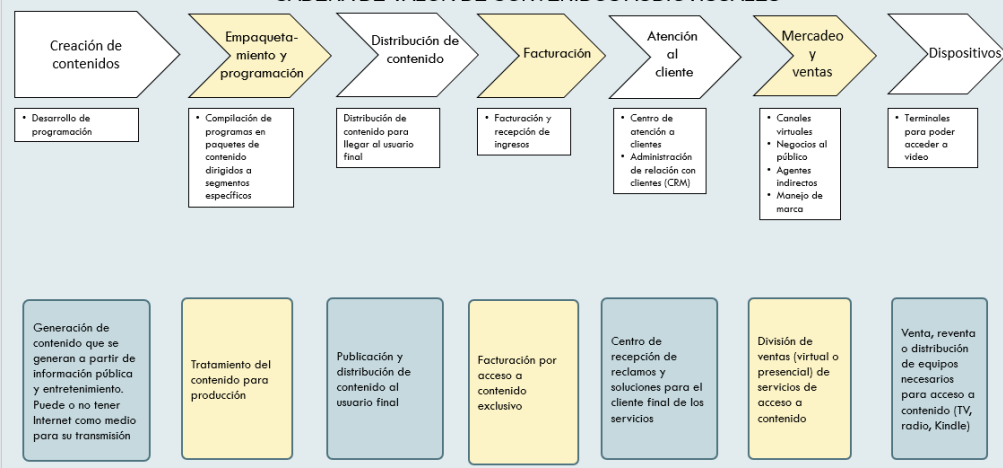 CADENA DE VALOR DE CONTENIDOS AUDIOVISUALES
Creación de
contenidos
Empaqueta-
miento y
programación
Distribución de
contenido
Facturación
Atención
al
cliente
Mercadeo
y
ventas
Dispositivos
• Desarrollo de
programación
• Compilación de
programas en
paquetes de
contenido
dirigidos a
segmentos
específicos
Distribución de
contenido para
llegar al usuario
final
• Facturación y
recepción de
ingresos
• Centro de
atención a
clientes
• Administración
de relación con
clientes (CRM)
• Canales
virtuales
• Negocios al
público
• Agentes
indirectos
• Manejo de
marca
• Terminales
para poder
acceder a
video
Generación de
contenido que se
generan a partir de
información pública
y entretenimiento.
Puede o no tener
Internet como medio
para su transmisión
Tratamiento del
contenido para
producción
Publicación y
distribución de
contenido al
usuario final
Facturación por
acceso a
contenido
exclusivo
Centro de
recepción de
reclamos y
soluciones para el
cliente final de los
servicios
División de
ventas (virtual o
presencial) de
servicios de
acceso a
contenido
Venta, reventa
o distribución
de equipos
necesarios
para acceso a
contenido (TV,
radio, Kindle)